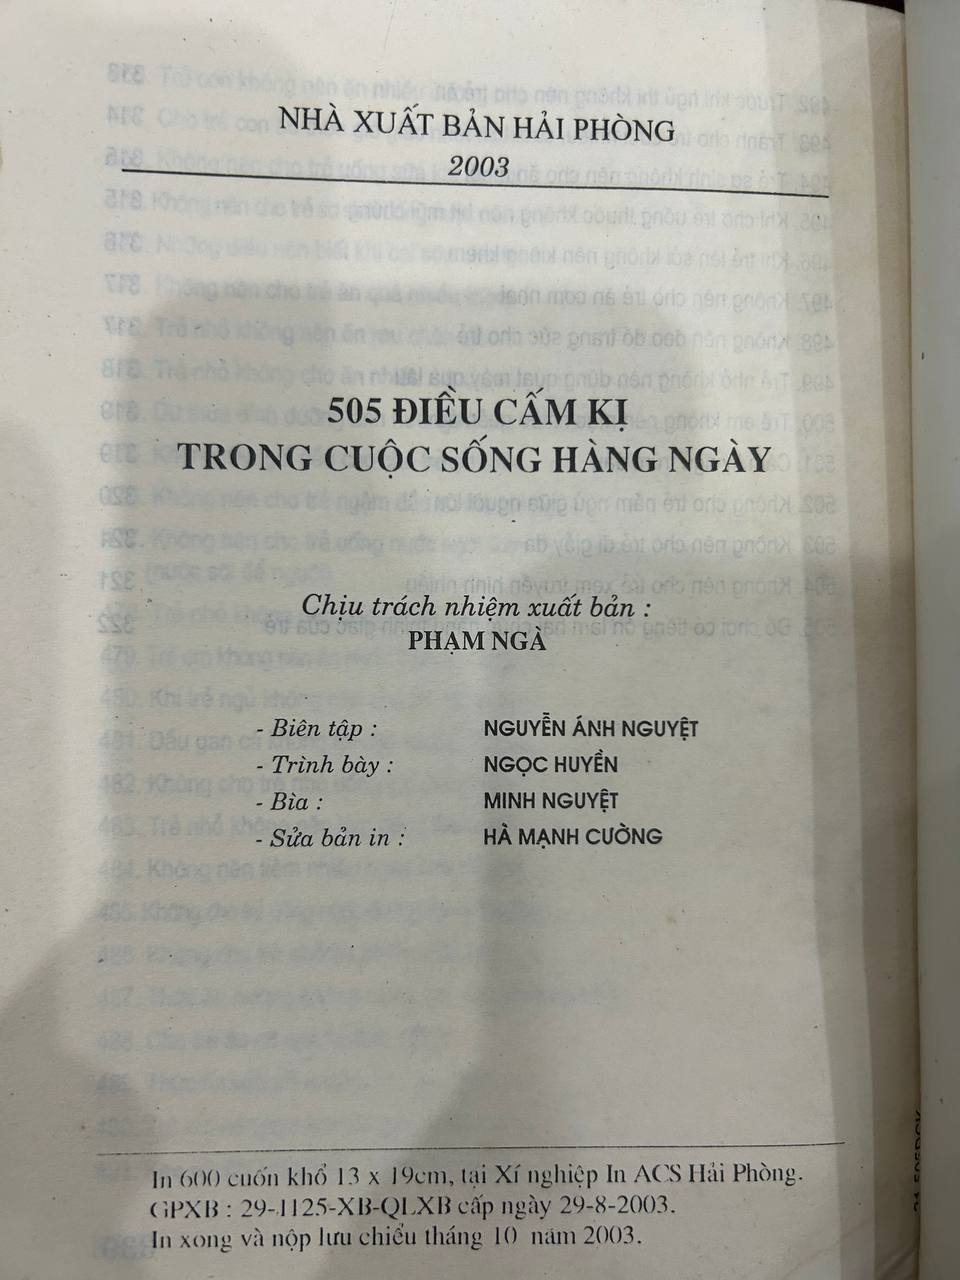 NHÀ XUẤT BẢN HẢI PHÒNG
2003
505 ĐIỀU CẤM KỊ
TRONG CUỘC SỐNG HÀNG NGÀY
Chịu trách nhiệm xuất bản :
PHẠM NGÀ
- Biên tập : NGUYỄN ÁNH NGUYỆT
- Trình bày : NGỌC HUYỀN
- Bìa : MINH NGUYỆT
- Sửa bản in : HÀ MẠNH CƯỜNG
In 600 cuốn khổ 13 x 19cm, tại Xí nghiệp In ACS Hải Phòng.
GPXB : 29-1125-XB-QLXB cấp ngày 29-8-2003.
In xong và nộp lưu chiểu tháng 10 năm 2003.